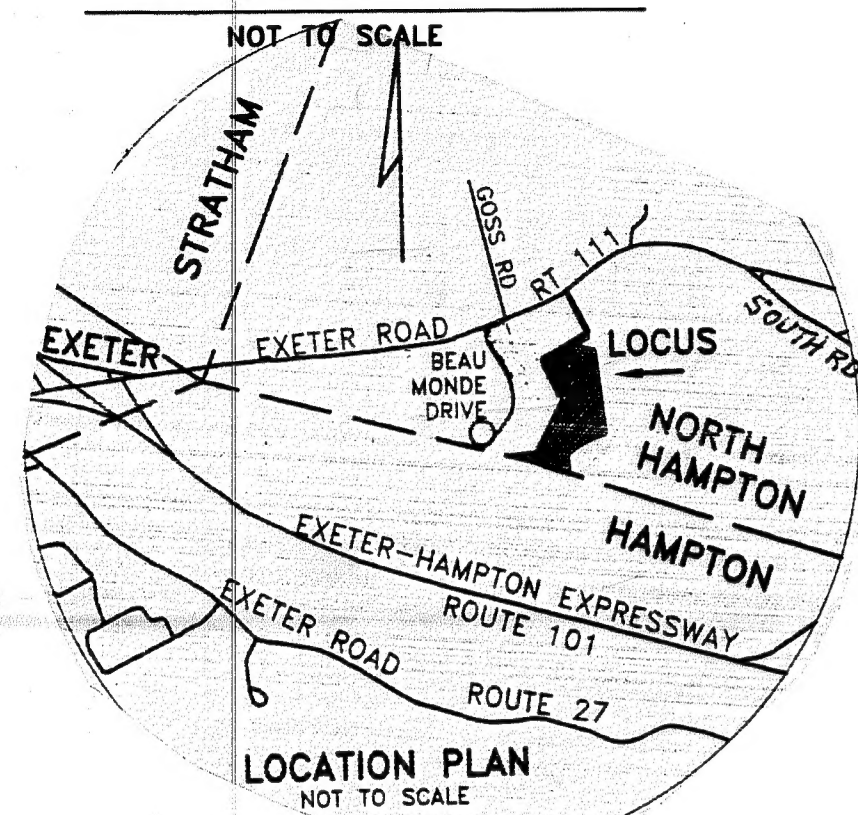 NOT TO SCALE
STRATHAM
GOSS RD
RT 111
SOUTH RD
EXETER
EXETER ROAD
BEAU
MONDE
DRIVE
LOCUS
NORTH
HAMPTON
HAMPTON
EXETER-HAMPTON EXPRESSWAY
ROUTE 101
EXETER ROAD
ROUTE 27
LOCATION PLAN
NOT TO SCALE